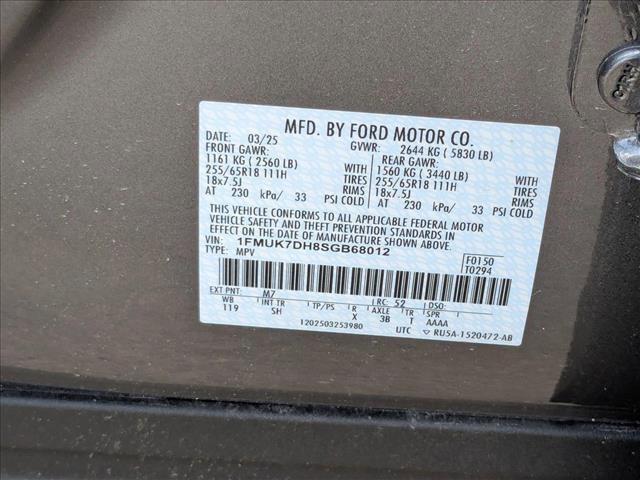 MFD. BY FORD MOTOR CO.
DATE: 03/25 GVWR: 2644 KG ( 5830 LB)
FRONT GAWR: REAR GAWR:
1161 KG ( 2560 LB) WITH 1560 KG ( 3440 LB) WITH
255/65R18 111H TIRES 255/65R18 111H TIRES
18x7.5J RIMS 18x7.5J RIMS
AT 230 kPa/ 33 PSI COLD AT 230 kPa/ 33 PSI COLD
THIS VEHICLE CONFORMS TO ALL APPLICABLE FEDERAL MOTOR
VEHICLE SAFETY BUMPER, AND THEFT PREVENTION STANDARDS IN
EFFECT ON THE DATE OF MANUFACTURE SHOWN ABOVE.
VIN: 1FMUK7DH8SGB68012
TYPE: MPV
F0150
T0294
EXT PNT: M7 RC: 52 DSO:
WB INT TR TP/PS R AXLE TR SPR
119 SH X 3B T AAAA
1202503253980 UTC ▽ RU5A-1520472-AB